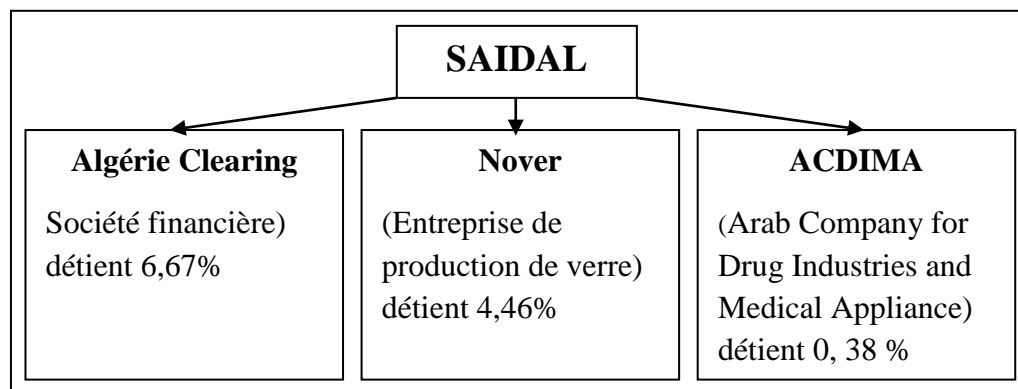 SAIDAL
Algérie Clearing
Société financière)
détient 6,67%
Nover
(Entreprise de
production de verre)
détient 4,46%
ACDIMA
(Arab Company for
Drug Industries and
Medical Appliance)
détient 0, 38 %